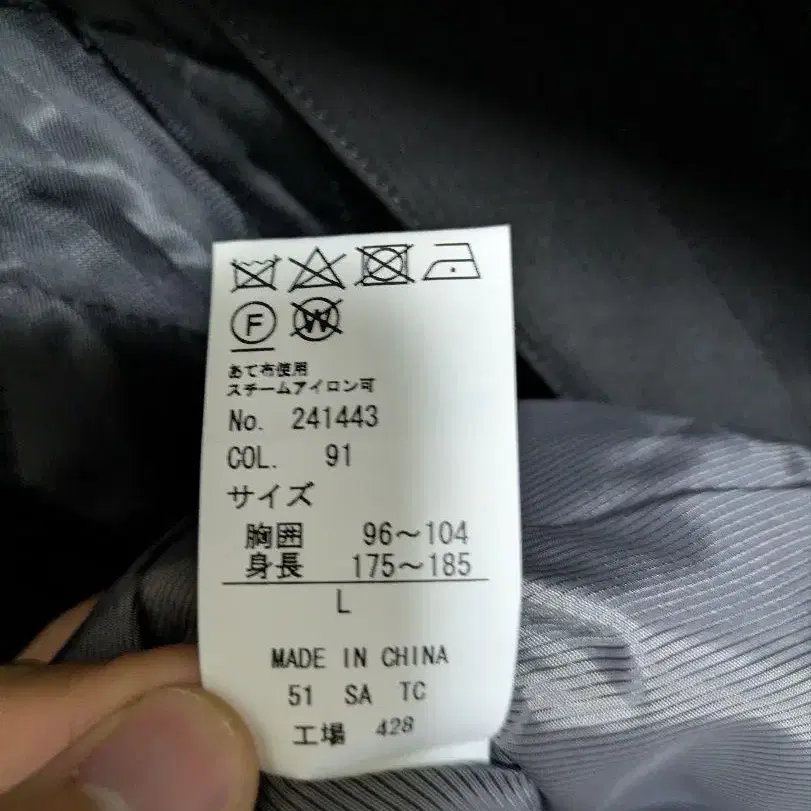 F W
あて布使用
スチームアイロン可
No. 241443
COL. 91
サイズ
胸囲 96～104
身長 175～185
L
MADE IN CHINA
51 SA TC
工場 428